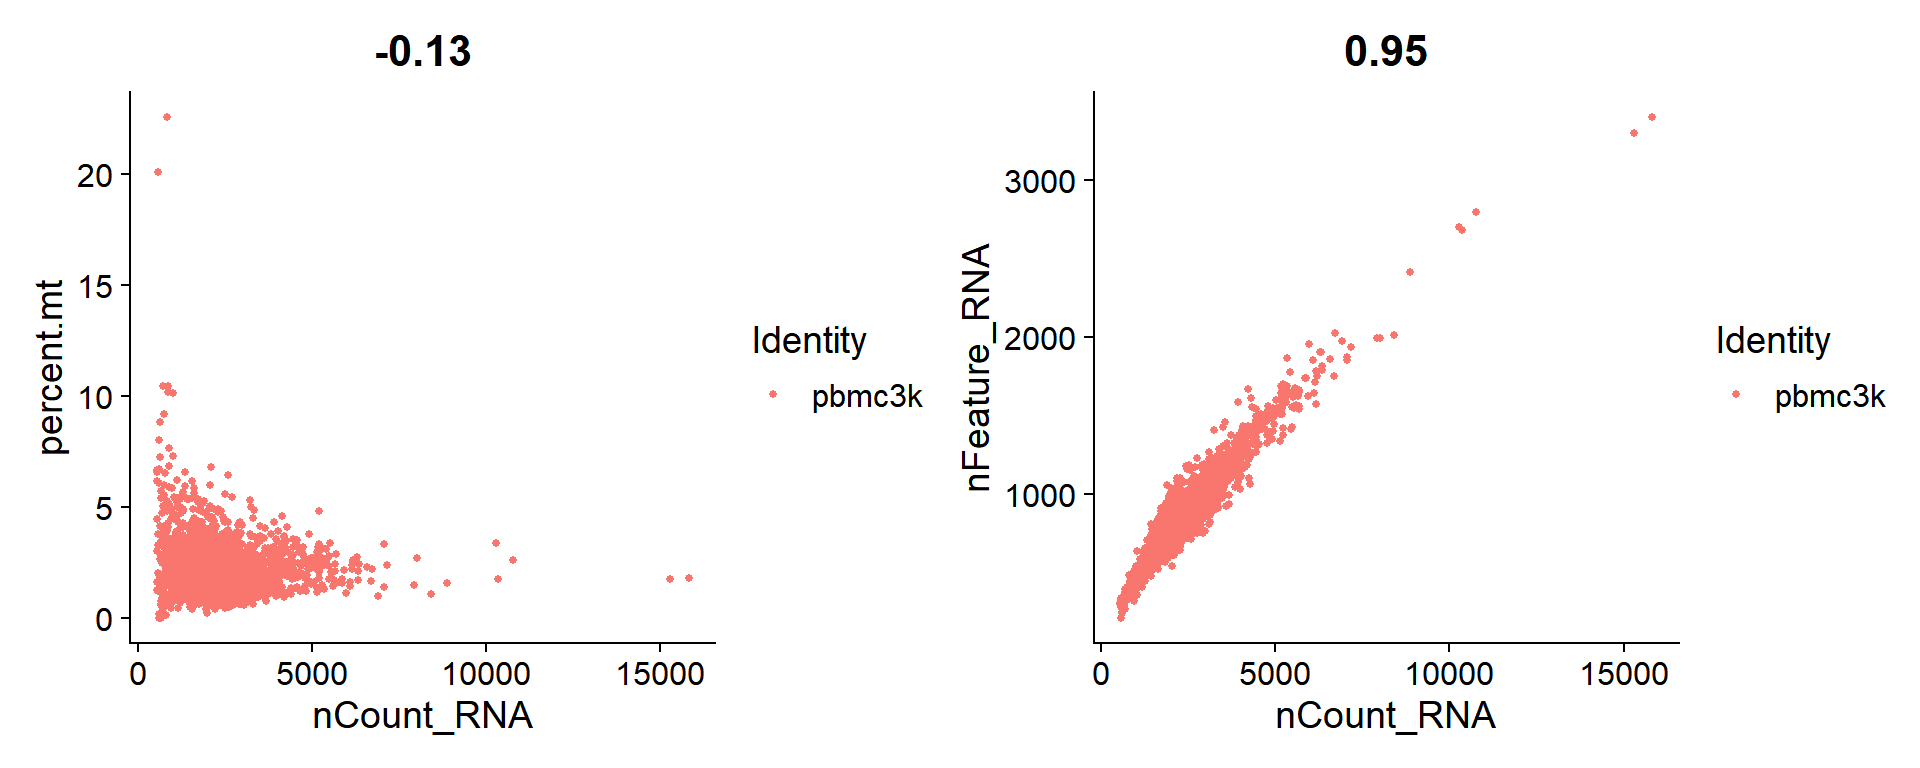 -0.13
percent.mt
20
15
10
5
0
0 5000 10000 15000
nCount_RNA
Identity
pbmc3k
0.95
nFeature_RNA
3000
2000
1000
0 5000 10000 15000
nCount_RNA
Identity
pbmc3k